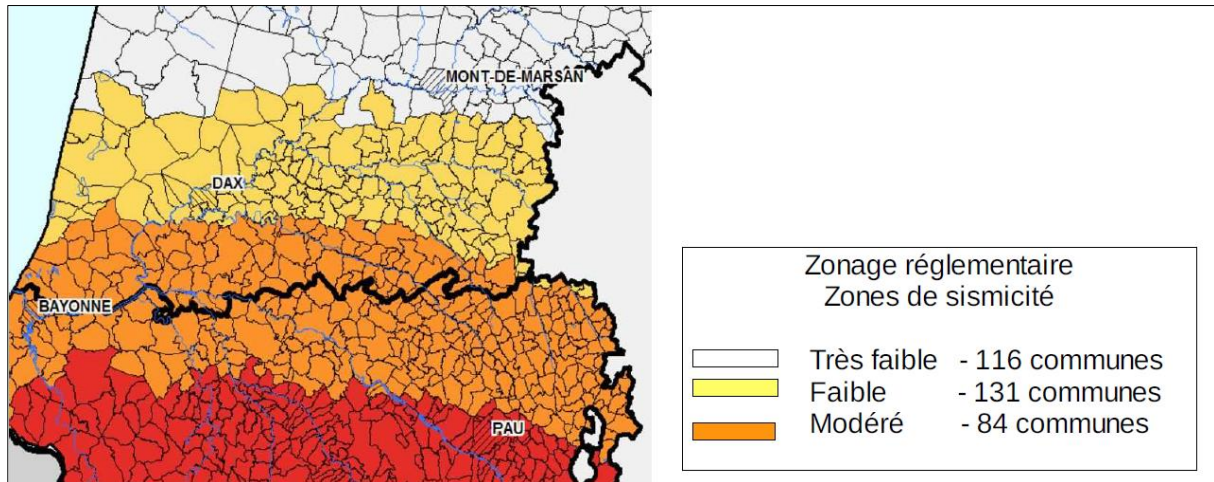 MONT-DE-MARSAN
DAX
BAYONNE
PAU
Zonage réglementaire
Zones de sismicité
Très faible - 116 communes
Faible - 131 communes
Modéré - 84 communes